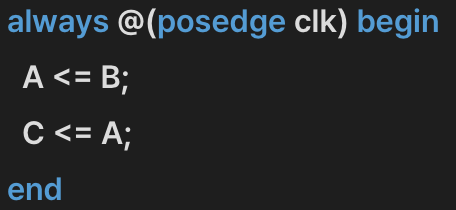 always @(posedge clk) begin
A <= B;
C <= A;
end